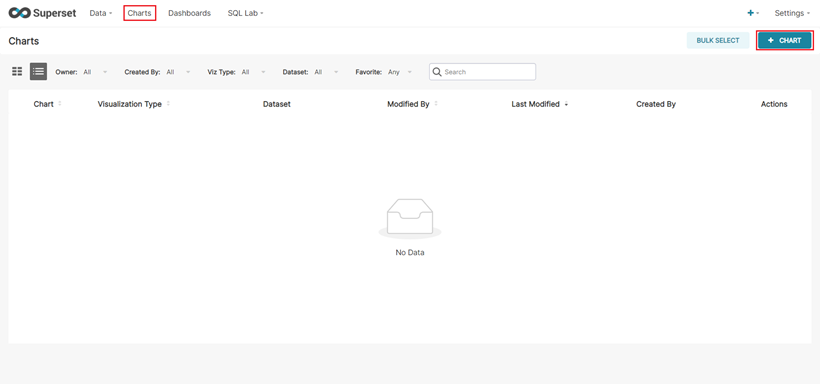 Superset Data Charts Dashboards SQL Lab + Settings
Charts BULK SELECT + CHART
Owner: All Created By: All Viz Type: All Dataset: All Favorite: Any Search
Chart Visualization Type Dataset Modified By Last Modified Created By Actions
No Data